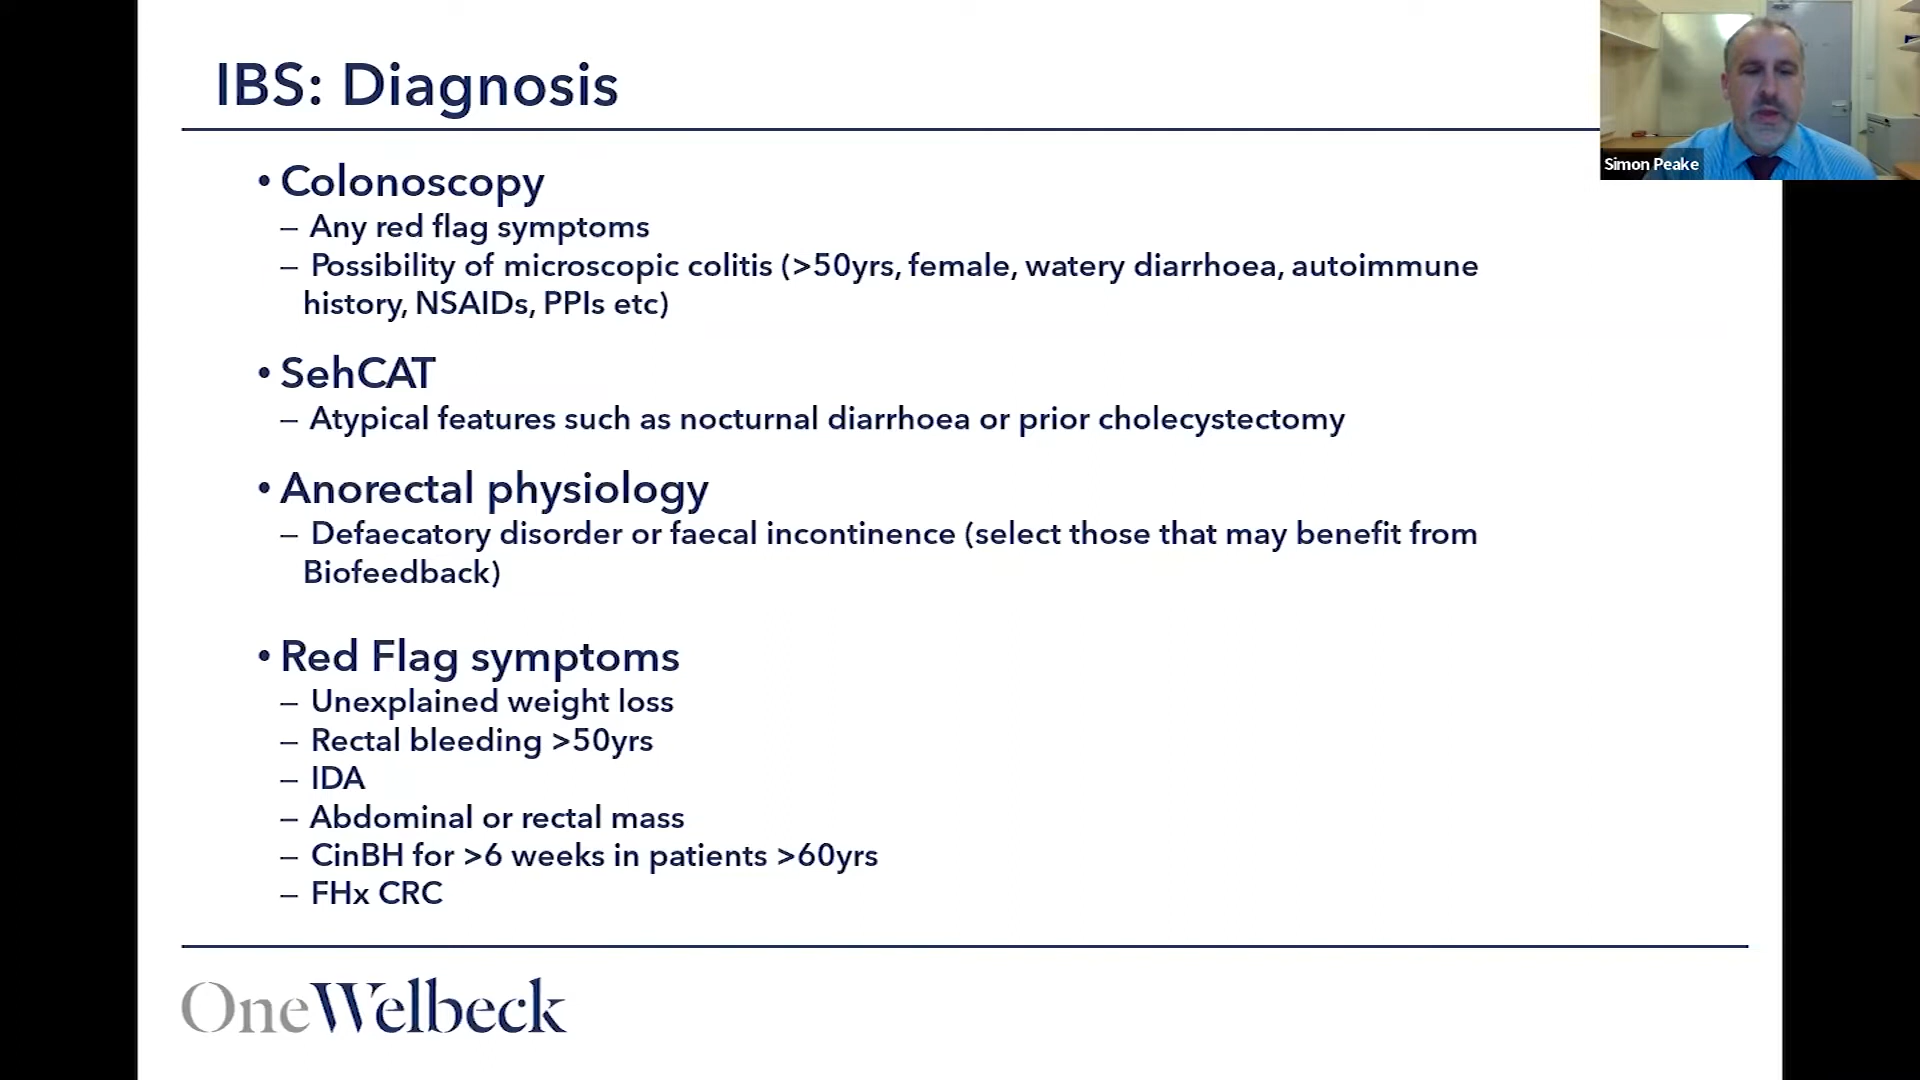 IBS: Diagnosis
Simon Peake
• Colonoscopy
– Any red flag symptoms
– Possibility of microscopic colitis (>50yrs, female, watery diarrhoea, autoimmune
history, NSAIDs, PPIs etc)
• SehCAT
– Atypical features such as nocturnal diarrhoea or prior cholecystectomy
• Anorectal physiology
– Defaecatory disorder or faecal incontinence (select those that may benefit from
Biofeedback)
• Red Flag symptoms
– Unexplained weight loss
– Rectal bleeding >50yrs
– IDA
– Abdominal or rectal mass
– CinBH for >6 weeks in patients >60yrs
– FHx CRC
OneWelbeck